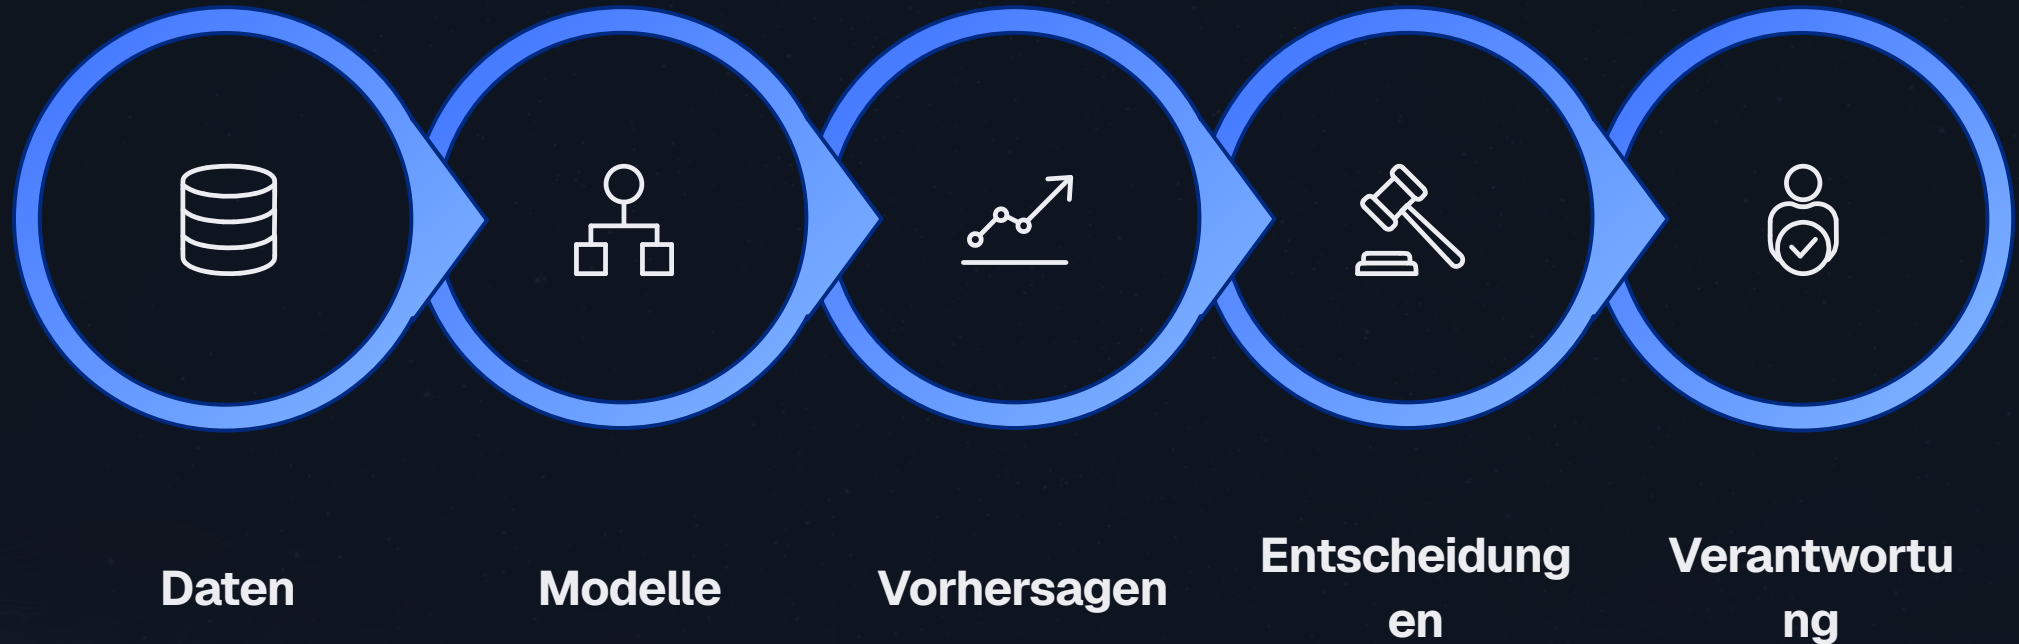 Daten
Modelle
Vorhersagen
Entscheidung
en
Verantwortu
ng